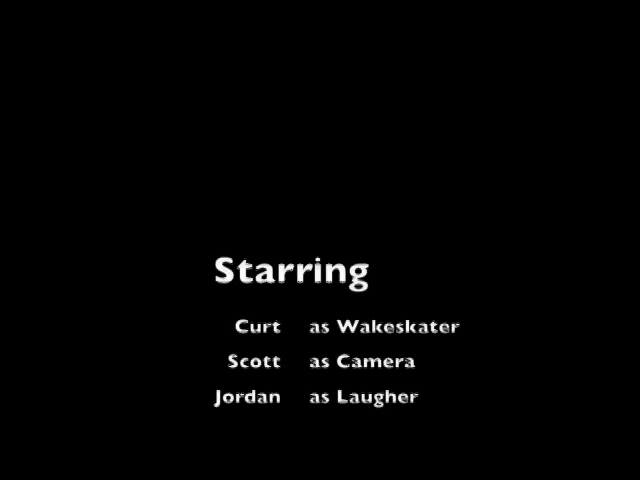 Starring
Curt as Wakeskater
Scott as Camera
Jordan as Laugher